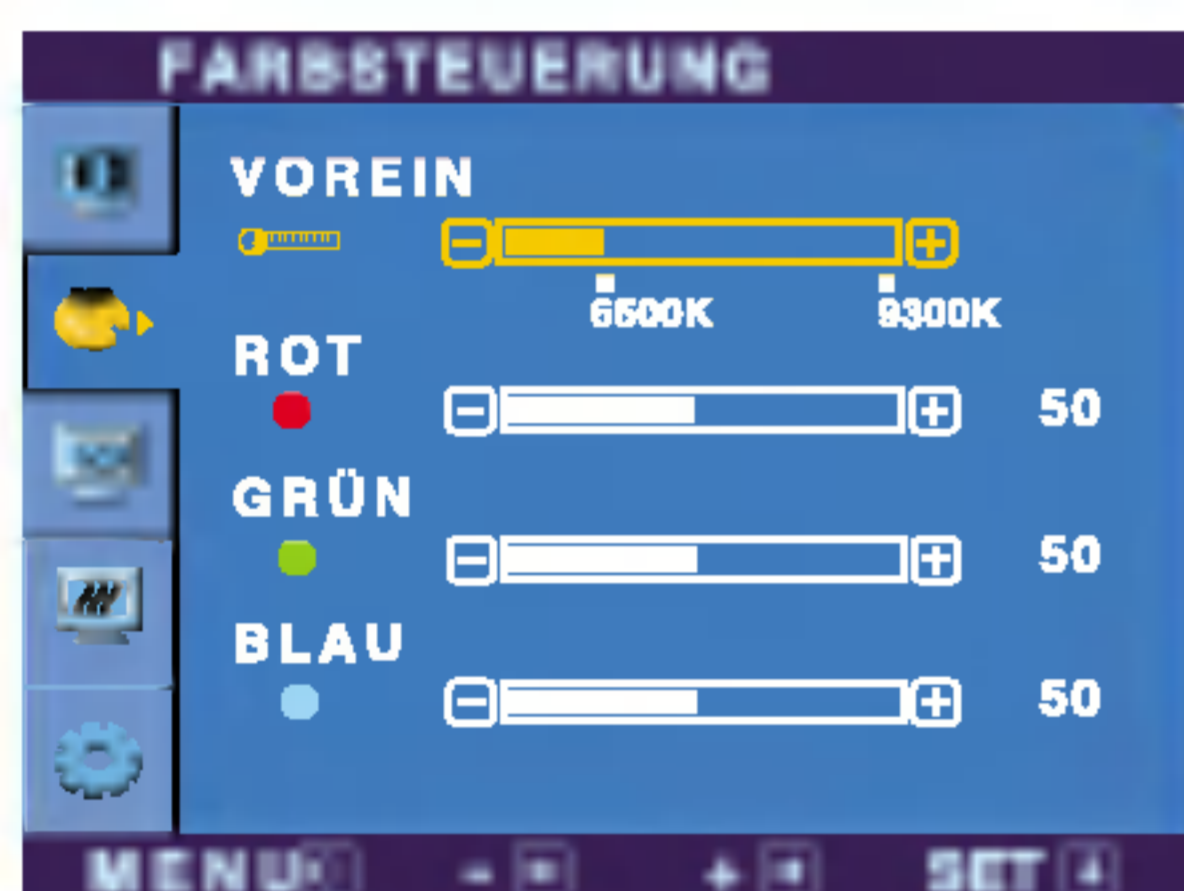 FARBSTEUERUNG
VOREIN
6500K 9300K
ROT
50
GRÜN
50
BLAU
50
MENU - + SET